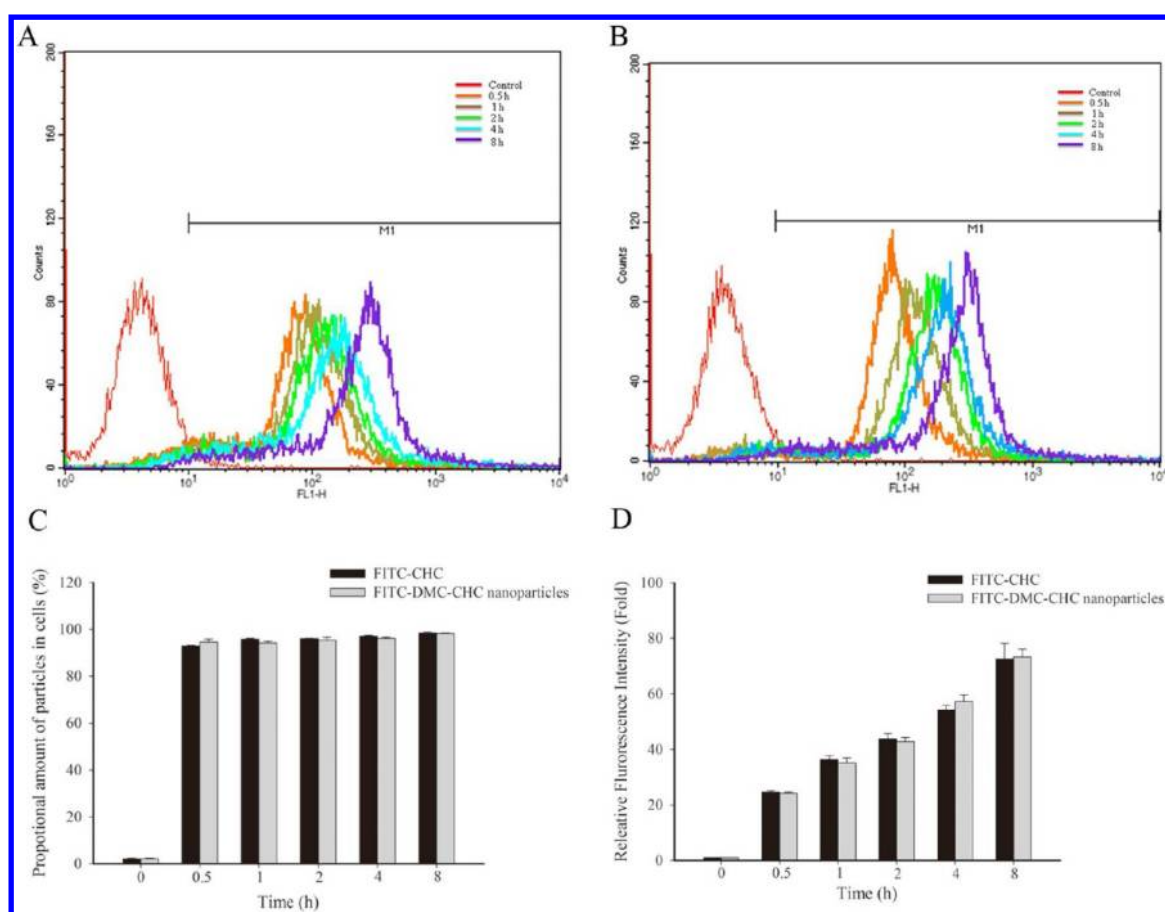 A
200
160
120
80
40
0
Counts
Control
0.5 h
1 h
2 h
4 h
8 h
M1
10^0 10^1 10^2 10^3 10^4
FL1-H
B
200
160
120
80
40
0
Counts
Control
0.5 h
1 h
2 h
4 h
8 h
M1
10^0 10^1 10^2 10^3 10^4
FL1-H
C
FITC-CHC
FITC-DMC-CHC nanoparticles
Propotional amount of particles in cells (%)
120
100
80
60
40
20
0
0 0.5 1 2 4 8
Time (h)
D
FITC-CHC
FITC-DMC-CHC nanoparticles
Releative Flurorescence Intensity (Fold)
100
80
60
40
20
0
0 0.5 1 2 4 8
Time (h)